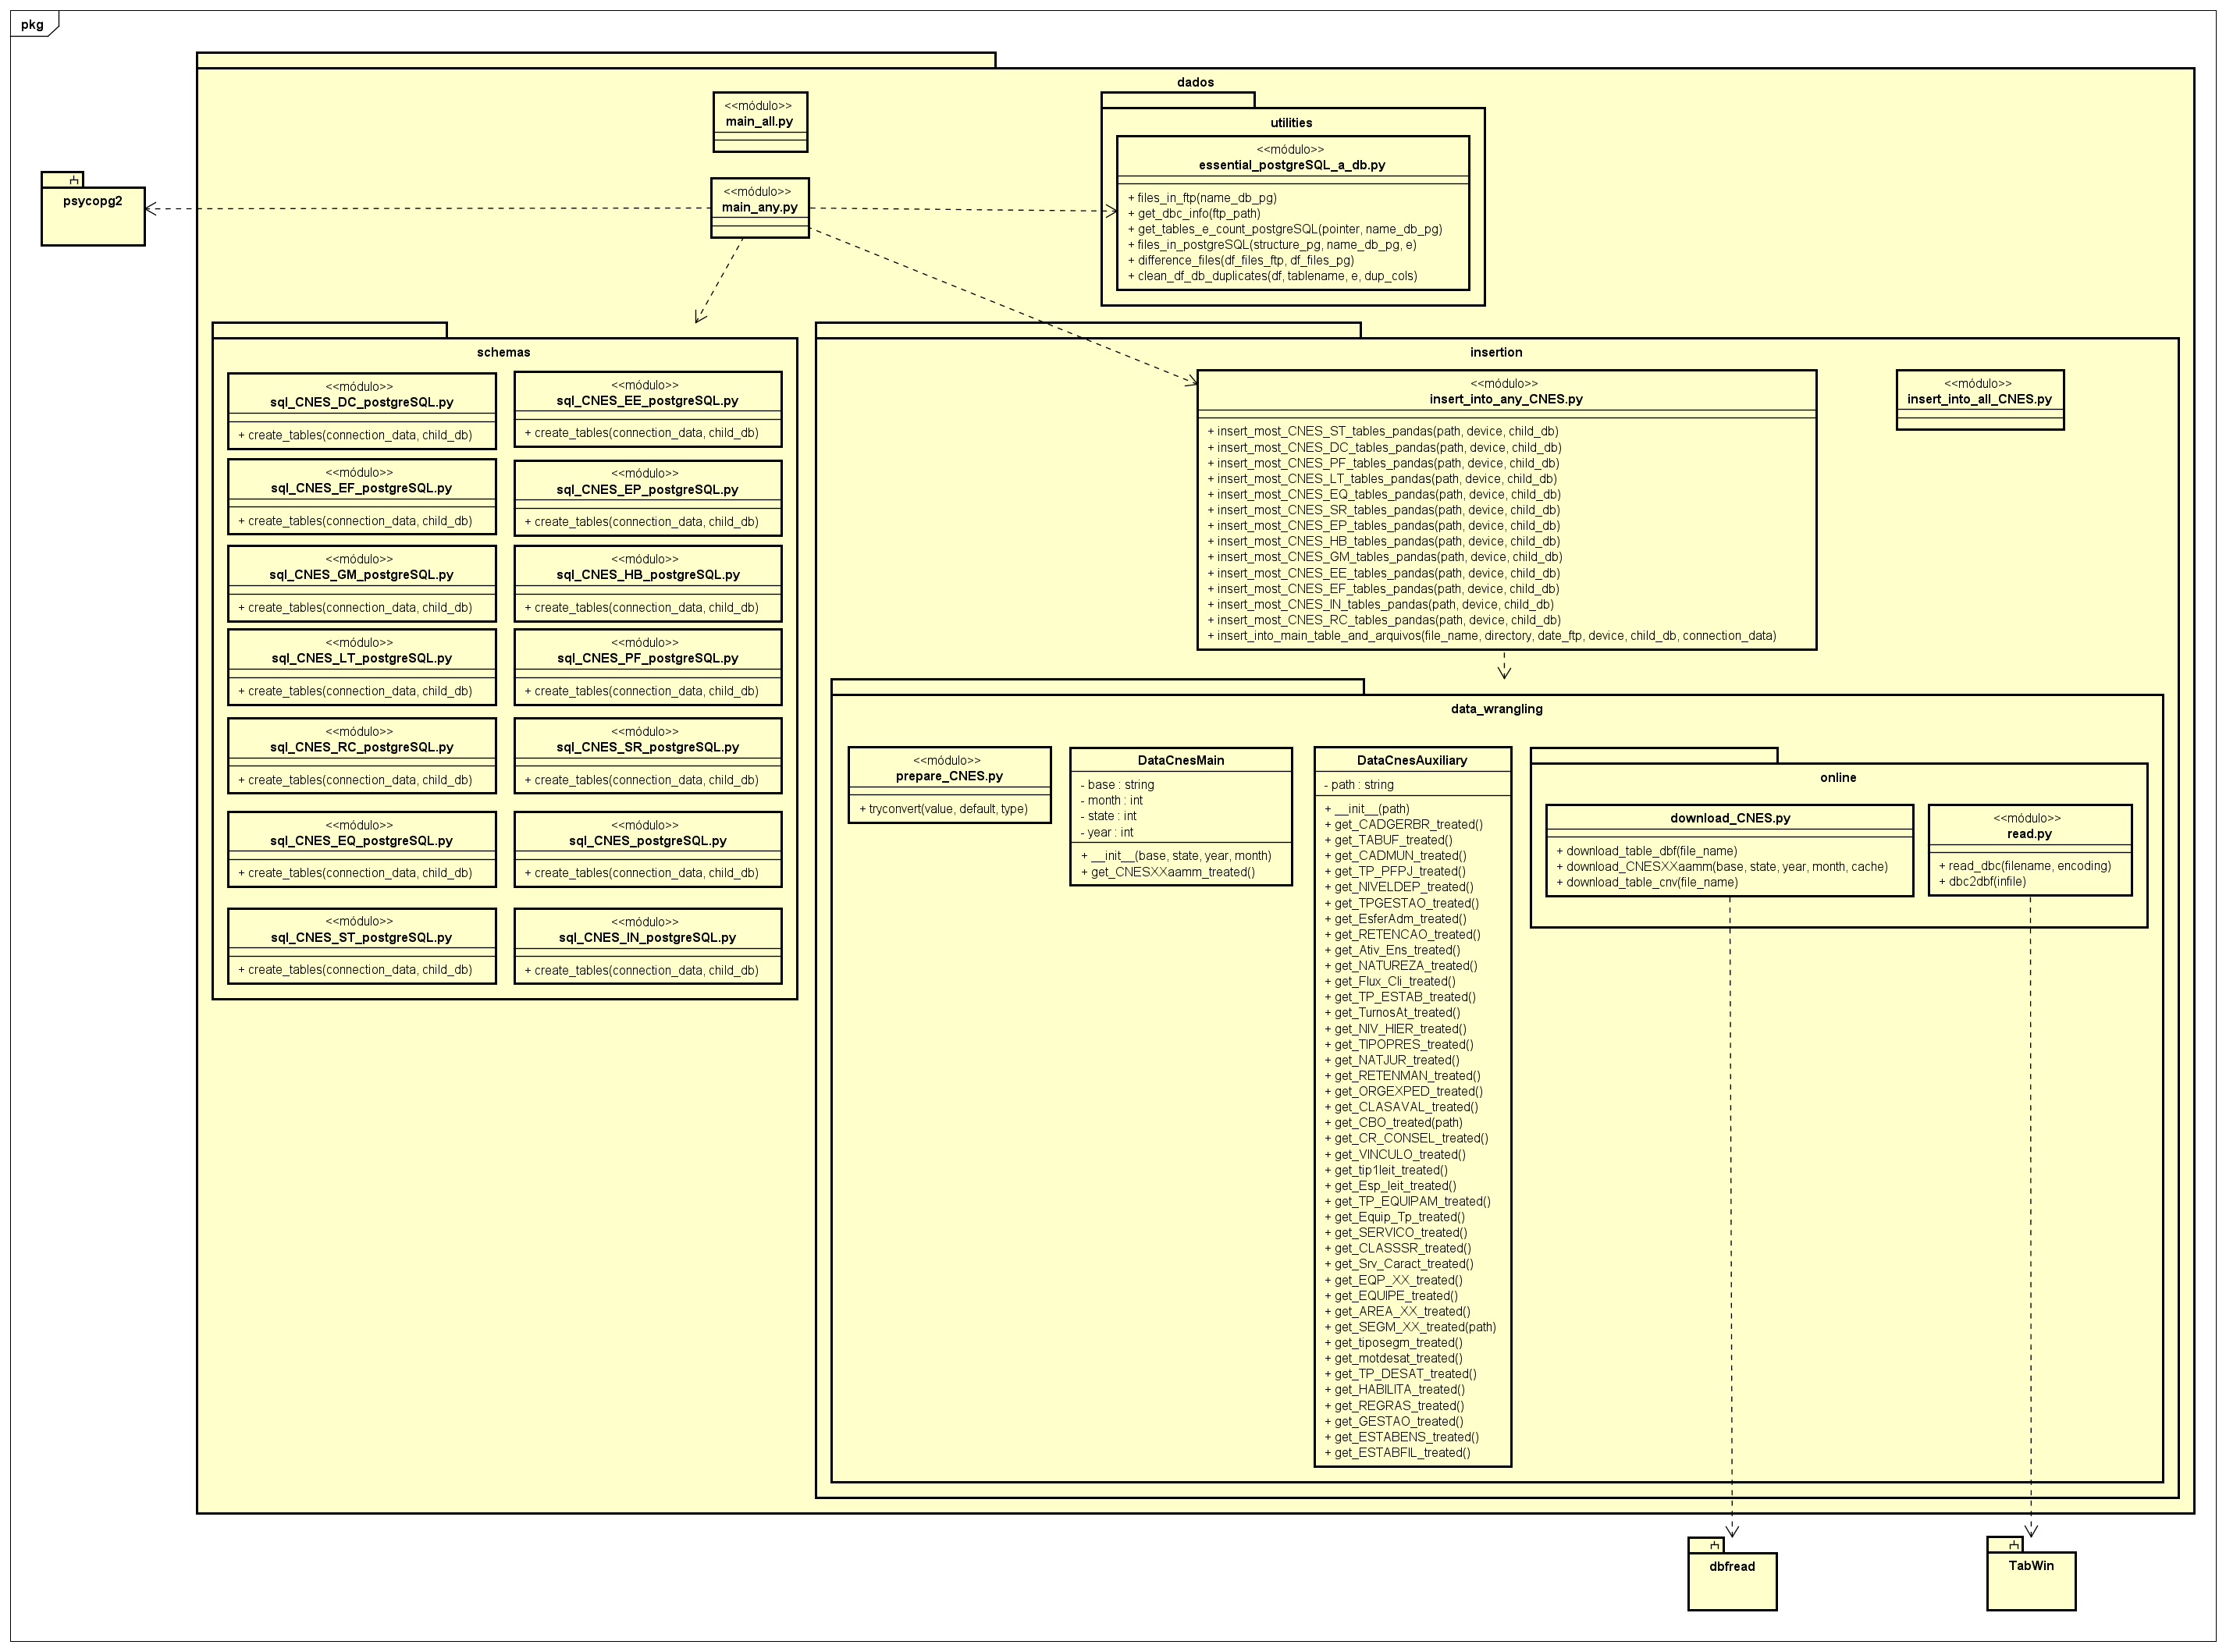 pkg
dados
<<módulo>>
main_all.py
utilities
<<módulo>>
essential_postgreSQL_a_db.py
+ files_in_ftp(name_db_pg)
+ get_dbc_info(ftp_path)
+ get_tables_e_count_postgreSQL(pointer, name_db_pg)
+ files_in_postgreSQL(structure_pg, name_db_pg, e)
+ difference_files(df_files_ftp, df_files_pg)
+ clean_df_db_duplicates(df, tablename, e, dup_cols)
psycopg2
<<módulo>>
main_any.py
schemas
<<módulo>>
sql_CNES_DC_postgreSQL.py
+ create_tables(connection_data, child_db)
<<módulo>>
sql_CNES_EE_postgreSQL.py
+ create_tables(connection_data, child_db)
<<módulo>>
sql_CNES_EF_postgreSQL.py
+ create_tables(connection_data, child_db)
<<módulo>>
sql_CNES_EP_postgreSQL.py
+ create_tables(connection_data, child_db)
<<módulo>>
sql_CNES_GM_postgreSQL.py
+ create_tables(connection_data, child_db)
<<módulo>>
sql_CNES_HB_postgreSQL.py
+ create_tables(connection_data, child_db)
<<módulo>>
sql_CNES_LT_postgreSQL.py
+ create_tables(connection_data, child_db)
<<módulo>>
sql_CNES_PF_postgreSQL.py
+ create_tables(connection_data, child_db)
<<módulo>>
sql_CNES_RC_postgreSQL.py
+ create_tables(connection_data, child_db)
<<módulo>>
sql_CNES_SR_postgreSQL.py
+ create_tables(connection_data, child_db)
<<módulo>>
sql_CNES_EQ_postgreSQL.py
+ create_tables(connection_data, child_db)
<<módulo>>
sql_CNES_postgreSQL.py
+ create_tables(connection_data, child_db)
<<módulo>>
sql_CNES_ST_postgreSQL.py
+ create_tables(connection_data, child_db)
<<módulo>>
sql_CNES_IN_postgreSQL.py
+ create_tables(connection_data, child_db)
insertion
<<módulo>>
insert_into_any_CNES.py
+ insert_most_CNES_ST_tables_pandas(path, device, child_db)
+ insert_most_CNES_DC_tables_pandas(path, device, child_db)
+ insert_most_CNES_PF_tables_pandas(path, device, child_db)
+ insert_most_CNES_LT_tables_pandas(path, device, child_db)
+ insert_most_CNES_EQ_tables_pandas(path, device, child_db)
+ insert_most_CNES_SR_tables_pandas(path, device, child_db)
+ insert_most_CNES_EP_tables_pandas(path, device, child_db)
+ insert_most_CNES_HB_tables_pandas(path, device, child_db)
+ insert_most_CNES_GM_tables_pandas(path, device, child_db)
+ insert_most_CNES_EE_tables_pandas(path, device, child_db)
+ insert_most_CNES_EF_tables_pandas(path, device, child_db)
+ insert_most_CNES_IN_tables_pandas(path, device, child_db)
+ insert_most_CNES_RC_tables_pandas(path, device, child_db)
+ insert_into_main_table_and_arquivos(file_name, directory, date_ftp, device, child_db, connection_data)
<<módulo>>
insert_into_all_CNES.py
data_wrangling
<<módulo>>
prepare_CNES.py
+ tryconvert(value, default, type)
DataCnesMain
- base : string
- month : int
- state : int
- year : int
+ __init__(base, state, year, month)
+ get_CNESXXaamm_treated()
DataCnesAuxiliary
- path : string
+ __init__(path)
+ get_CADGERBR_treated()
+ get_TABUF_treated()
+ get_CADMUN_treated()
+ get_TP_PFPJ_treated()
+ get_NIVELDEP_treated()
+ get_TPGESTAO_treated()
+ get_EsferAdm_treated()
+ get_RETENCAO_treated()
+ get_Ativ_Ens_treated()
+ get_NATUREZA_treated()
+ get_Flux_Cli_treated()
+ get_TP_ESTAB_treated()
+ get_TurnosAt_treated()
+ get_NIV_HIER_treated()
+ get_TIPOPRES_treated()
+ get_NATJUR_treated()
+ get_RETENMAN_treated()
+ get_ORGEXPED_treated()
+ get_CLASAVAL_treated()
+ get_CBO_treated(path)
+ get_CR_CONSEL_treated()
+ get_VINCULO_treated()
+ get_tip1leit_treated()
+ get_Esp_leit_treated()
+ get_TP_EQUIPAM_treated()
+ get_Equip_Tp_treated()
+ get_SERVICO_treated()
+ get_CLASSSR_treated()
+ get_Srv_Caract_treated()
+ get_EQP_XX_treated()
+ get_EQUIPE_treated()
+ get_AREA_XX_treated()
+ get_SEGM_XX_treated(path)
+ get_tiposegm_treated()
+ get_motdesat_treated()
+ get_TP_DESAT_treated()
+ get_HABILITA_treated()
+ get_REGRAS_treated()
+ get_GESTAO_treated()
+ get_ESTABENS_treated()
+ get_ESTABFIL_treated()
online
download_CNES.py
+ download_table_dbf(file_name)
+ download_CNESXXaamm(base, state, year, month, cache)
+ download_table_cnv(file_name)
<<módulo>>
read.py
+ read_dbc(filename, encoding)
+ dbc2dbf(infile)
dbfread
TabWin